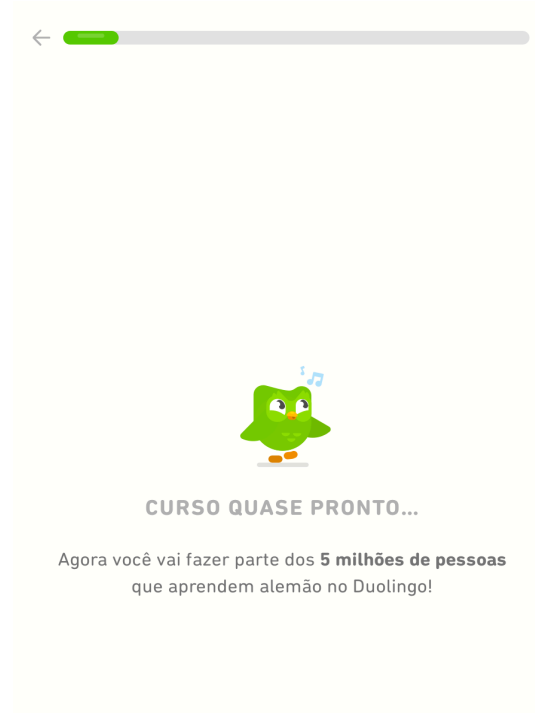 CURSO QUASE PRONTO...
Agora você vai fazer parte dos 5 milhões de pessoas
que aprendem alemão no Duolingo!